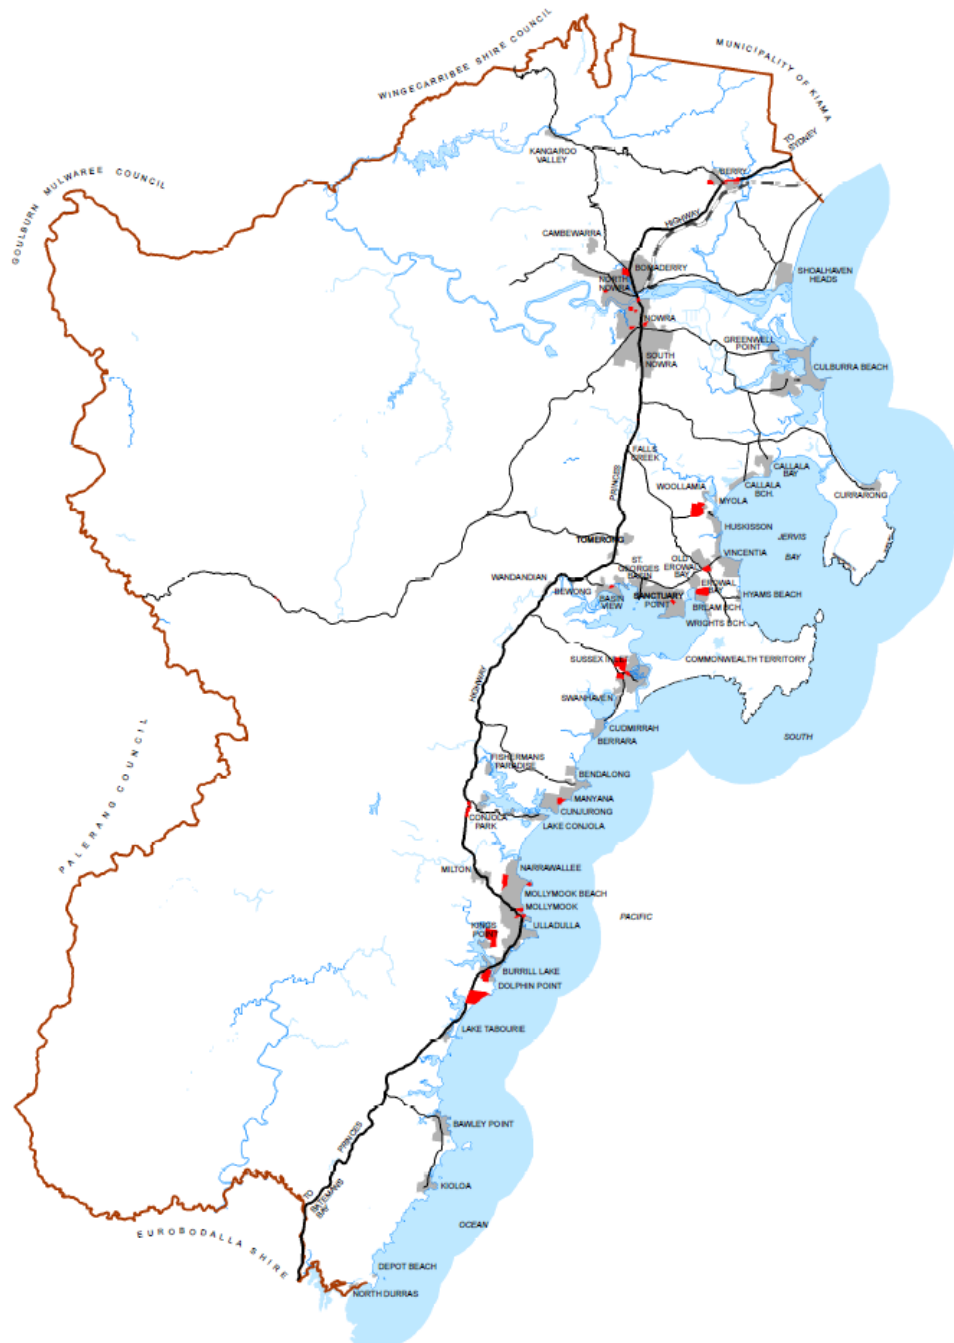 WINGECARRIBEE SHIRE COUNCIL
MUNICIPALITY OF KIAMA
TO
SYDNEY
KANGAROO
VALLEY
BERRY
GOULBURN MULWAREE COUNCIL
HIGHWAY
CAMBEWARRA
BOMADERRY
SHOALHAVEN
HEADS
NORTH
NOWRA
NOWRA
GREENWELL
POINT
SOUTH
NOWRA
CULBURRA BEACH
FALLS
CREEK
CALLALA
BAY
PRINCES
WOOLLAMIA
CALLALA
BCH.
CURRARONG
MYOLA
HUSKISSON
JERVIS
BAY
TOMERONG
VINCENTIA
ST.
GEORGES
BASIN
OLD
EROWAL
BAY
WANDANDIAN
BEWONG
EROWAL
BAY
BASIN
VIEW
SANCTUARY
POINT
HYAMS BEACH
BREAM BCH.
WRIGHTS BCH.
SUSSEX INLET
COMMONWEALTH TERRITORY
HIGHWAY
SWANHAVEN
CUDMIRRAH
BERRARA
SOUTH
PALERANG COUNCIL
FISHERMANS
PARADISE
BENDALONG
MANYANA
CUNJURONG
CONJOLA
PARK
LAKE CONJOLA
MILTON
NARRAWALLEE
MOLLYMOOK BEACH
MOLLYMOOK
PACIFIC
KINGS
POINT
ULLADULLA
BURRILL LAKE
DOLPHIN POINT
LAKE TABOURIE
BAWLEY POINT
PRINCES
KIOLOA
TO
BATEMANS
BAY
OCEAN
EUROBODALLA SHIRE
DEPOT BEACH
NORTH DURRAS